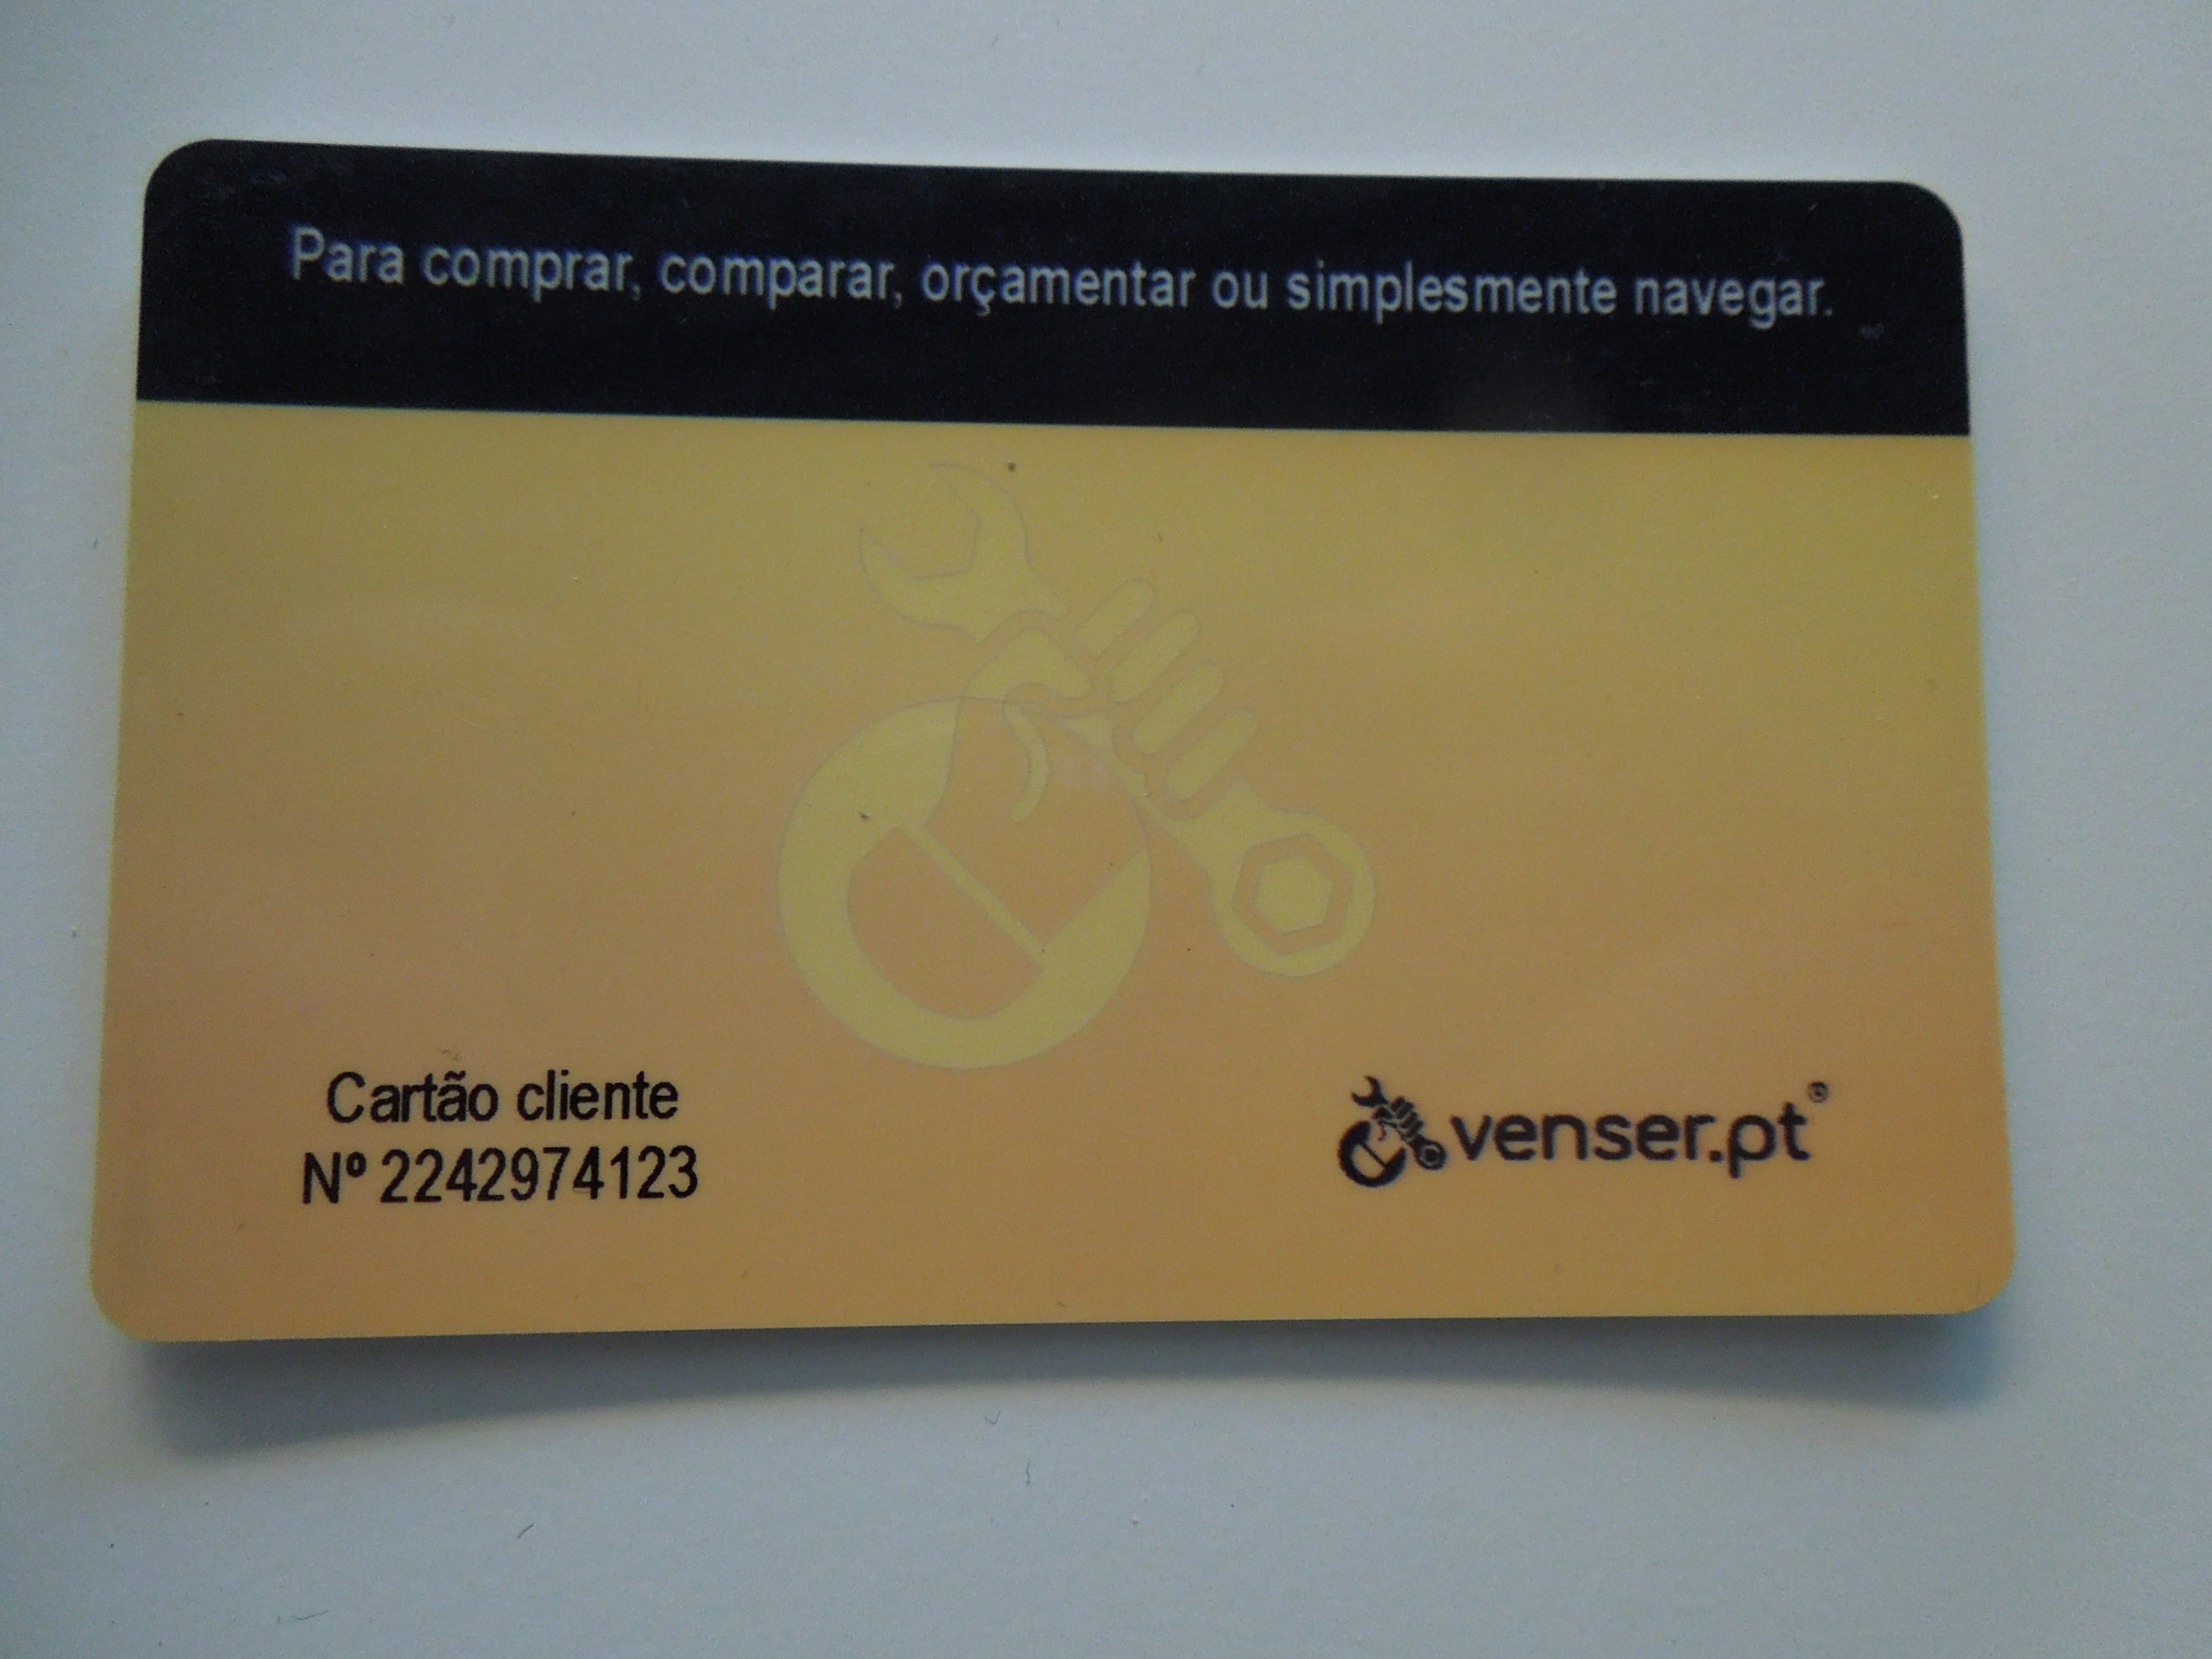 Para comprar, comparar, orçamentar ou simplesmente navegar.
Cartão cliente
Nº 2242974123
venser.pt®